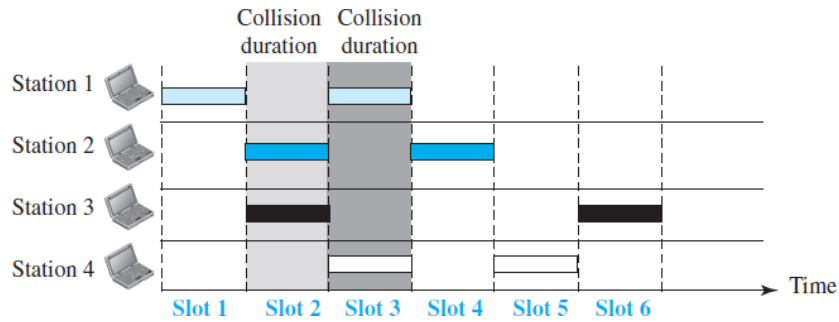 Collision Collision
duration duration
Station 1
Station 2
Station 3
Station 4
Time
Slot 1 Slot 2 Slot 3 Slot 4 Slot 5 Slot 6